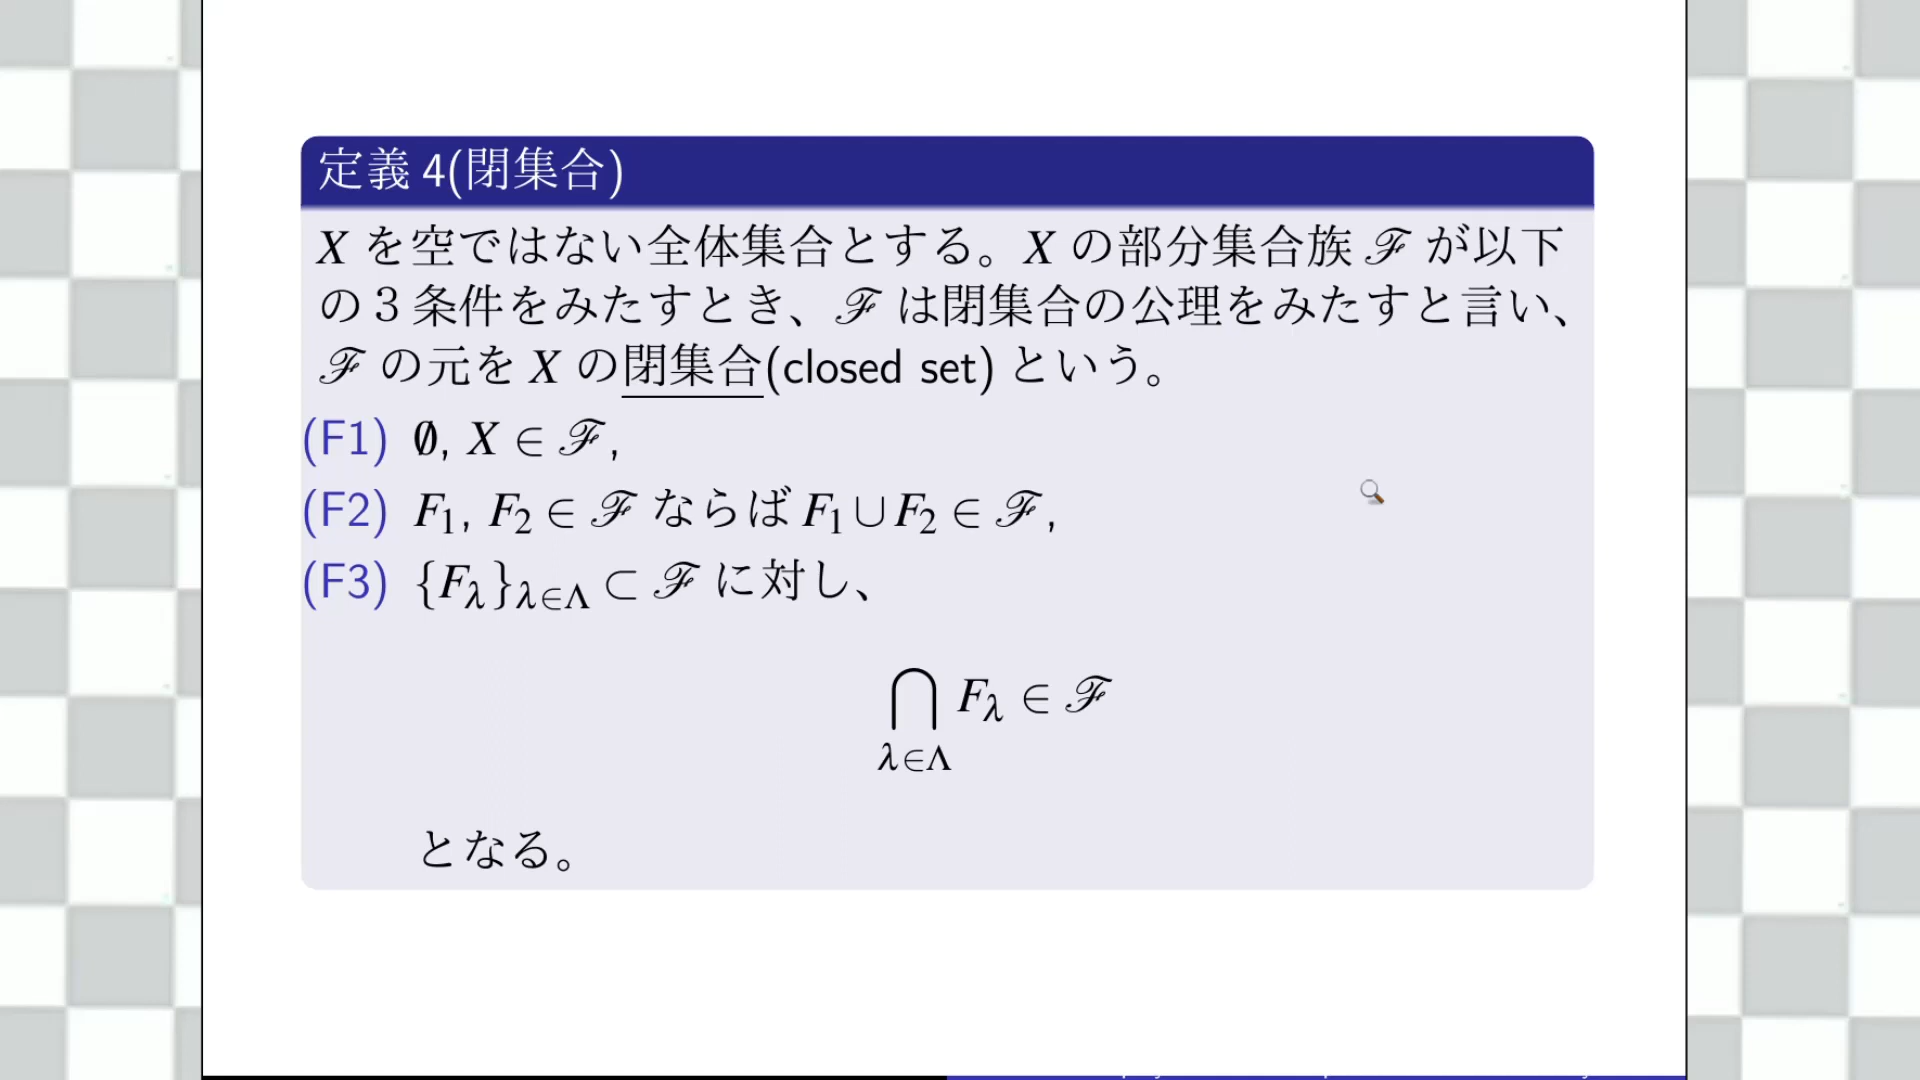 定義 4(閉集合)
X を空ではない全体集合とする。X の部分集合族 ℱ が以下
の 3 条件をみたすとき、ℱ は閉集合の公理をみたすと言い、
ℱ の元を X の閉集合(closed set) という。
(F1) ∅, X ∈ ℱ,
(F2) F₁, F₂ ∈ ℱ ならば F₁ ∪ F₂ ∈ ℱ,
(F3) {F_λ}_{λ∈Λ} ⊂ ℱ に対し、
⋂_{λ∈Λ} F_λ ∈ ℱ
となる。